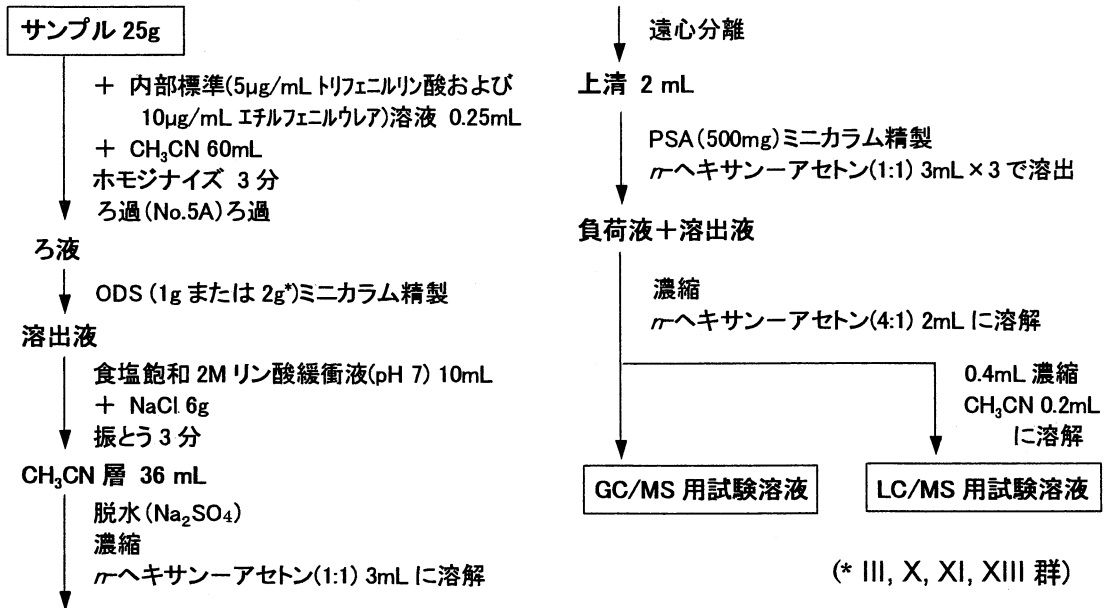 サンプル 25g
＋ 内部標準(5μg/mL トリフェニルリン酸および
10μg/mL エチルフェニルウレア)溶液 0.25mL
＋ CH₃CN 60mL
ホモジナイズ 3 分
ろ過(No.5A)ろ過
ろ液
ODS (1g または 2g*)ミニカラム精製
溶出液
食塩飽和 2M リン酸緩衝液(pH 7) 10mL
＋ NaCl 6g
振とう 3 分
CH₃CN 層 36 mL
脱水(Na₂SO₄)
濃縮
n-ヘキサンーアセトン(1:1) 3mL に溶解
遠心分離
上清 2 mL
PSA(500mg)ミニカラム精製
n-ヘキサンーアセトン(1:1) 3mL×3 で溶出
負荷液＋溶出液
濃縮
n-ヘキサンーアセトン(4:1) 2mL に溶解
0.4mL 濃縮
CH₃CN 0.2mL
に溶解
GC/MS 用試験溶液
LC/MS 用試験溶液
(* III, X, XI, XIII 群)